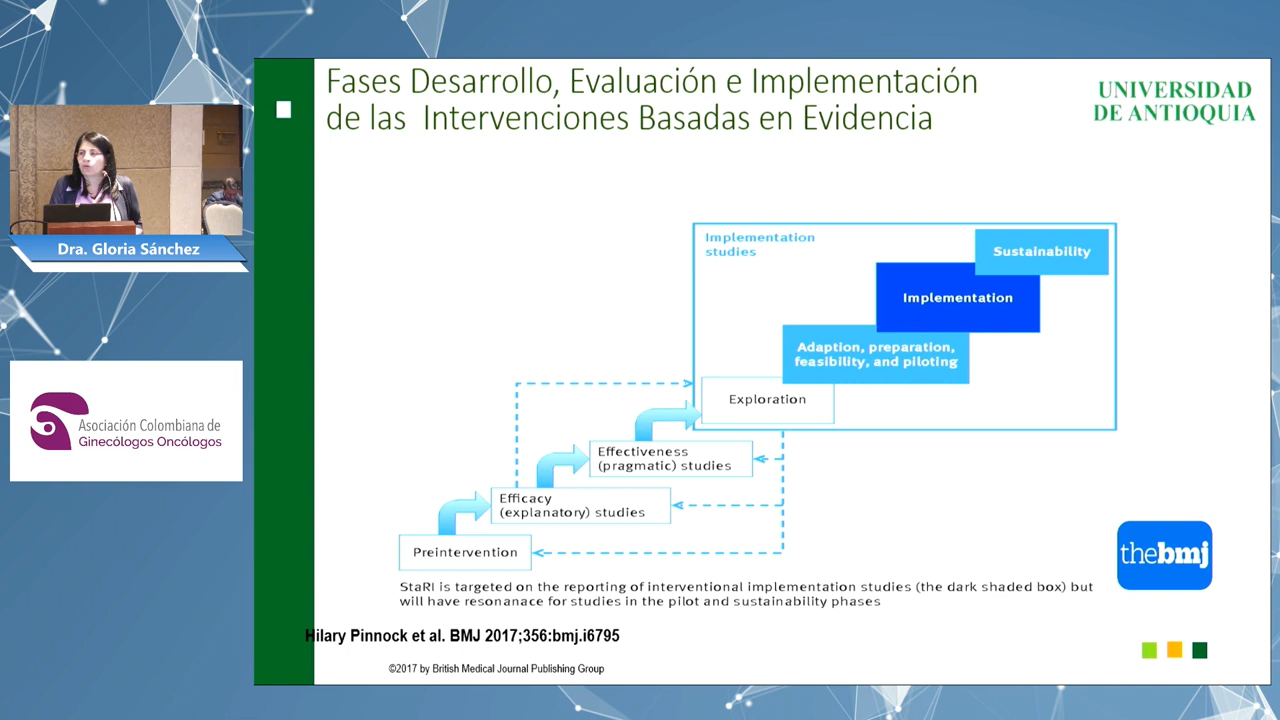 Fases Desarrollo, Evaluación e Implementación
de las Intervenciones Basadas en Evidencia
UNIVERSIDAD
DE ANTIOQUIA
Dra. Gloria Sánchez
Asociación Colombiana de
Ginecólogos Oncólogos
Implementation
studies
Sustainability
Implementation
Adaption, preparation,
feasibility, and piloting
Exploration
Effectiveness
(pragmatic) studies
Efficacy
(explanatory) studies
Preintervention
thebmj
StaRI is targeted on the reporting of interventional implementation studies (the dark shaded box) but
will have resonanace for studies in the pilot and sustainability phases
Hilary Pinnock et al. BMJ 2017;356:bmj.i6795
©2017 by British Medical Journal Publishing Group